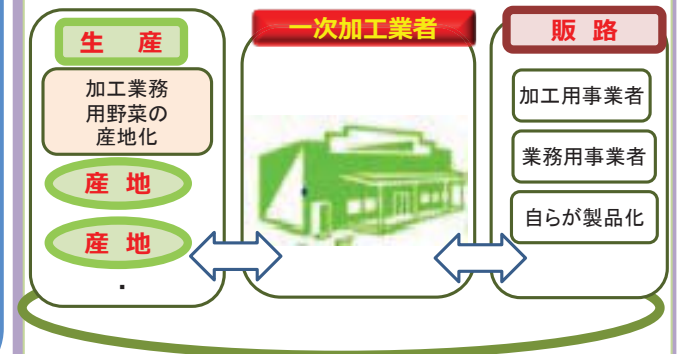 生　産
加工業務
用野菜の
産地化
産　地
産　地
・
一次加工業者
販　路
加工用事業者
業務用事業者
自らが製品化